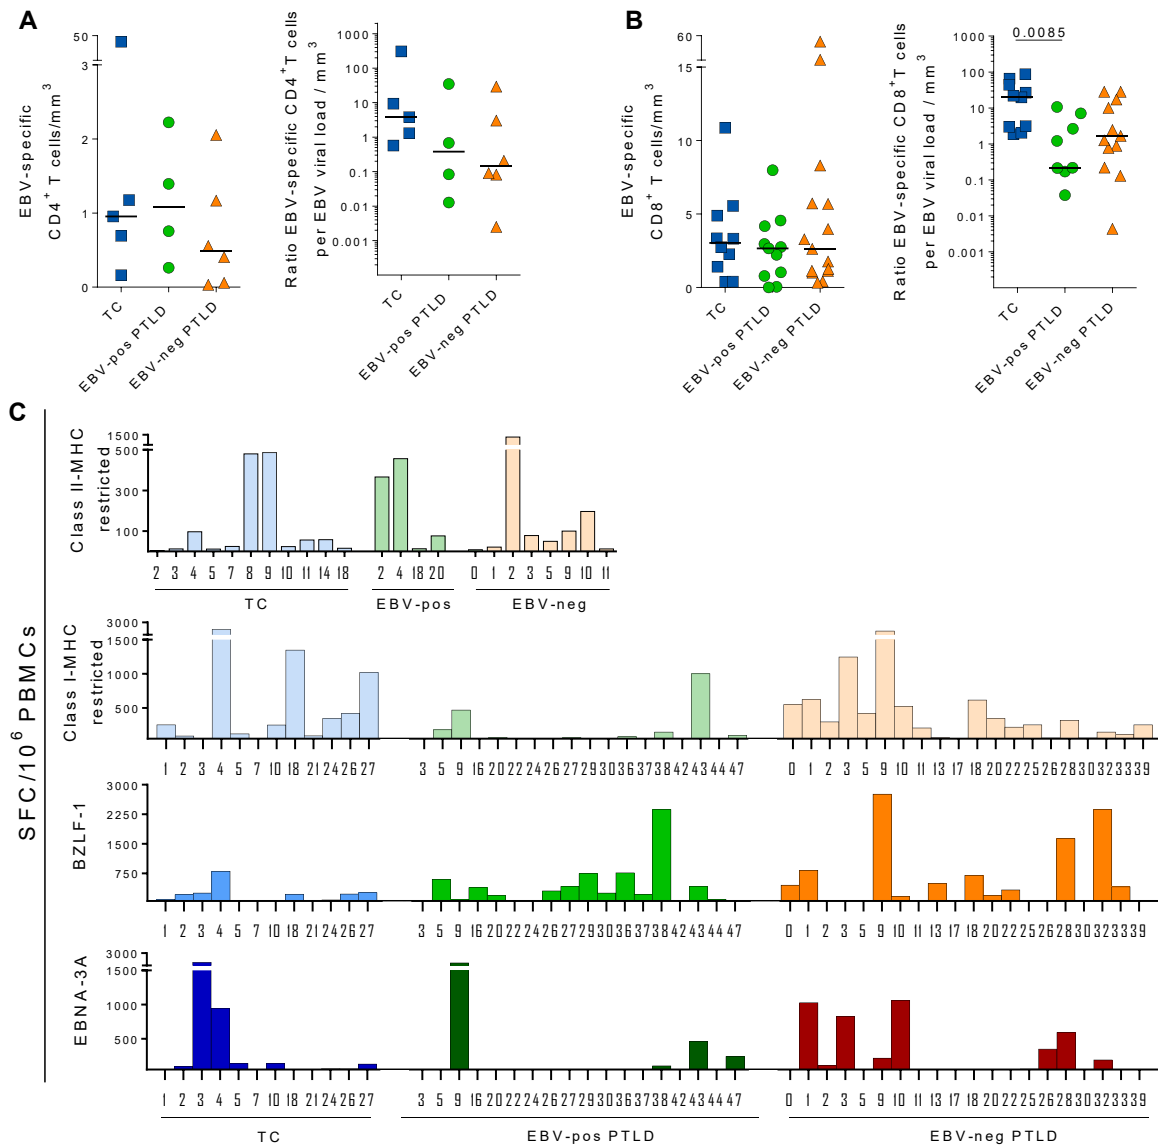 A
EBV-specific
CD4+ T cells/mm3
50
3
2
1
0
TC
EBV-pos PTLD
EBV-neg PTLD
Ratio EBV-specific CD4+T cells
per EBV viral load / mm3
1000
100
10
1
0.1
0.01
0.001
TC
EBV-pos PTLD
EBV-neg PTLD
B
EBV-specific
CD8+ T cells/mm3
60
15
10
5
0
TC
EBV-pos PTLD
EBV-neg PTLD
Ratio EBV-specific CD8+T cells
per EBV viral load / mm3
0.0085
1000
100
10
1
0.1
0.01
0.001
TC
EBV-pos PTLD
EBV-neg PTLD
C
SFC/106 PBMCs
Class II-MHC
restricted
1500
500
300
100
2 3 4 5 7 8 9 10 11 14 18 2 4 18 20 0 1 2 3 5 9 10 11
TC EBV-pos EBV-neg
Class I-MHC
restricted
3000
1500
1000
500
1 2 3 4 5 7 10 18 21 24 26 27 3 5 9 16 20 22 22 27 28 29 30 36 37 38 42 43 44 47 0 1 2 3 5 9 10 11 13 17 18 20 22 25 26 28 30 32 33 39
BZLF-1
3000
2250
1500
750
1 2 3 4 5 7 10 18 21 24 26 27 3 5 9 16 20 22 22 27 28 29 30 36 37 38 42 43 44 47 0 1 2 3 5 9 10 11 13 17 18 20 22 25 26 28 30 32 33 39
EBNA-3A
3000
1500
1000
500
1 2 3 4 5 7 10 18 21 24 26 27 3 5 9 16 20 22 22 27 28 29 30 36 37 38 42 43 44 47 0 1 2 3 5 9 10 11 13 17 18 20 22 25 26 28 30 32 33 39
TC EBV-pos PTLD EBV-neg PTLD